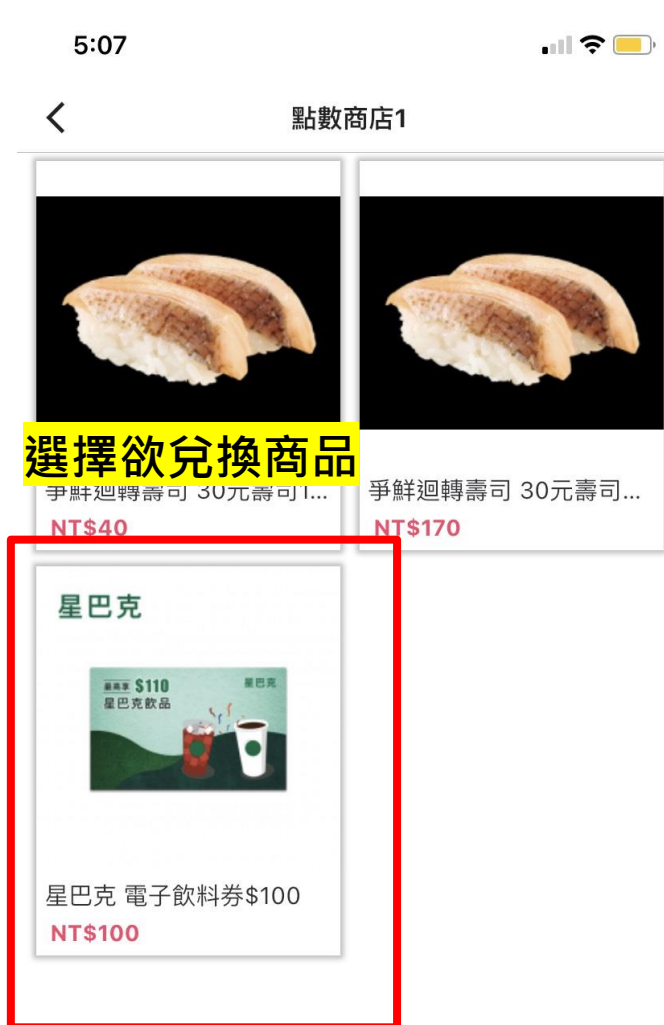 5:07
點數商店1
選擇欲兌換商品
爭鮮迴轉壽司 30元壽司1...
爭鮮迴轉壽司 30元壽司...
NT$40
NT$170
星巴克
最高享 $110
星巴克飲品
星巴克
星巴克 電子飲料券$100
NT$100